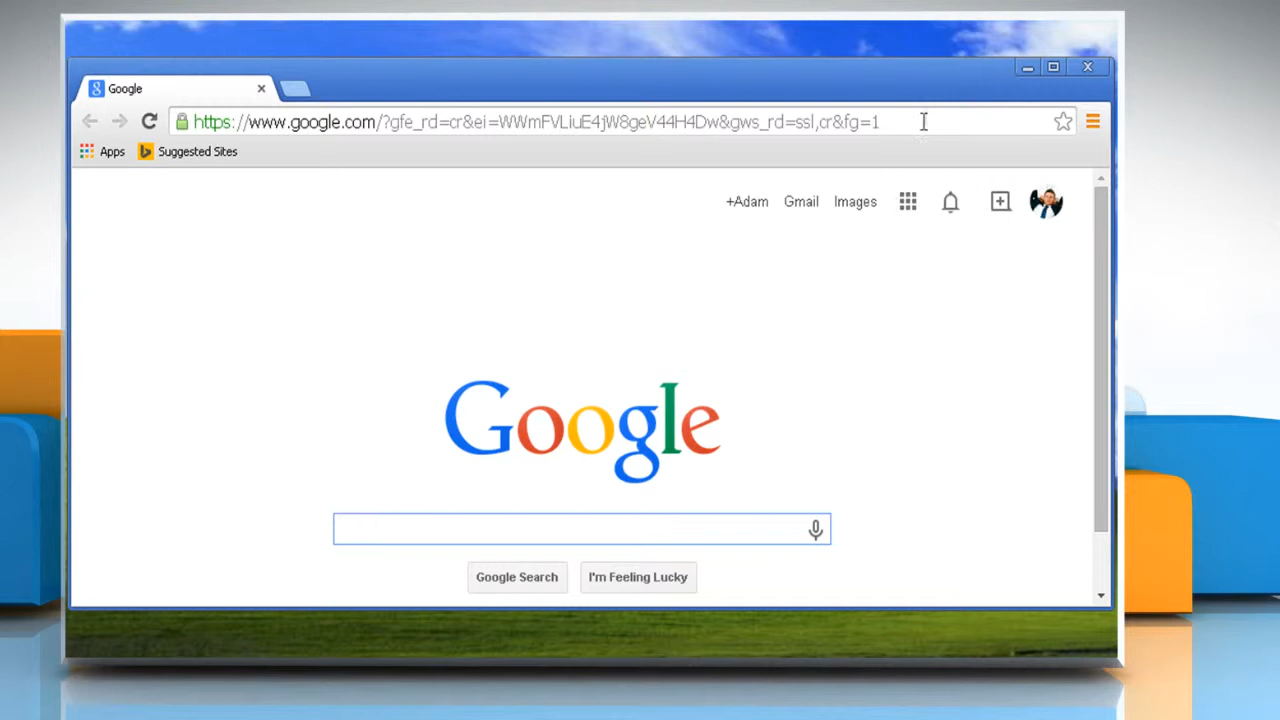 Google
https://www.google.com/?gfe_rd=cr&ei=WWmFVLiuE4jW8geV44H4Dw&gws_rd=ssl,cr&fg=1
Apps Suggested Sites
+Adam Gmail Images
Google
Google Search I'm Feeling Lucky